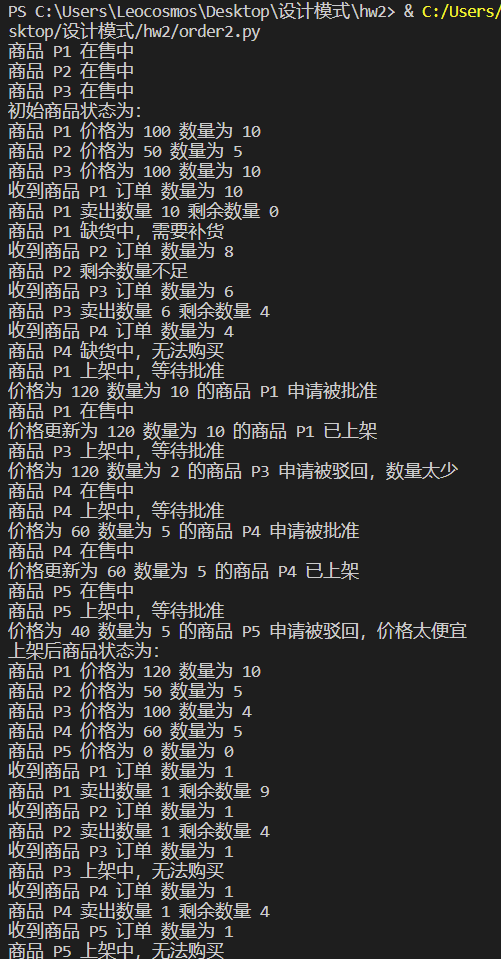 PS C:\Users\Leocosmos\Desktop\设计模式\hw2> & C:/Users/
sktop/设计模式/hw2/order2.py
商品 P1 在售中
商品 P2 在售中
商品 P3 在售中
初始商品状态为:
商品 P1 价格为 100 数量为 10
商品 P2 价格为 50 数量为 5
商品 P3 价格为 100 数量为 10
收到商品 P1 订单 数量为 10
商品 P1 卖出数量 10 剩余数量 0
商品 P1 缺货中，需要补货
收到商品 P2 订单 数量为 8
商品 P2 剩余数量不足
收到商品 P3 订单 数量为 6
商品 P3 卖出数量 6 剩余数量 4
收到商品 P4 订单 数量为 4
商品 P4 缺货中，无法购买
商品 P1 上架中，等待批准
价格为 120 数量为 10 的商品 P1 申请被批准
商品 P1 在售中
价格更新为 120 数量为 10 的商品 P1 已上架
商品 P3 上架中，等待批准
价格为 120 数量为 2 的商品 P3 申请被驳回，数量太少
商品 P4 在售中
商品 P4 上架中，等待批准
价格为 60 数量为 5 的商品 P4 申请被批准
商品 P4 在售中
价格更新为 60 数量为 5 的商品 P4 已上架
商品 P5 在售中
商品 P5 上架中，等待批准
价格为 40 数量为 5 的商品 P5 申请被驳回，价格太便宜
上架后商品状态为:
商品 P1 价格为 120 数量为 10
商品 P2 价格为 50 数量为 5
商品 P3 价格为 100 数量为 4
商品 P4 价格为 60 数量为 5
商品 P5 价格为 0 数量为 0
收到商品 P1 订单 数量为 1
商品 P1 卖出数量 1 剩余数量 9
收到商品 P2 订单 数量为 1
商品 P2 卖出数量 1 剩余数量 4
收到商品 P3 订单 数量为 1
商品 P3 上架中，无法购买
收到商品 P4 订单 数量为 1
商品 P4 卖出数量 1 剩余数量 4
收到商品 P5 订单 数量为 1
商品 P5 上架中，无法购买